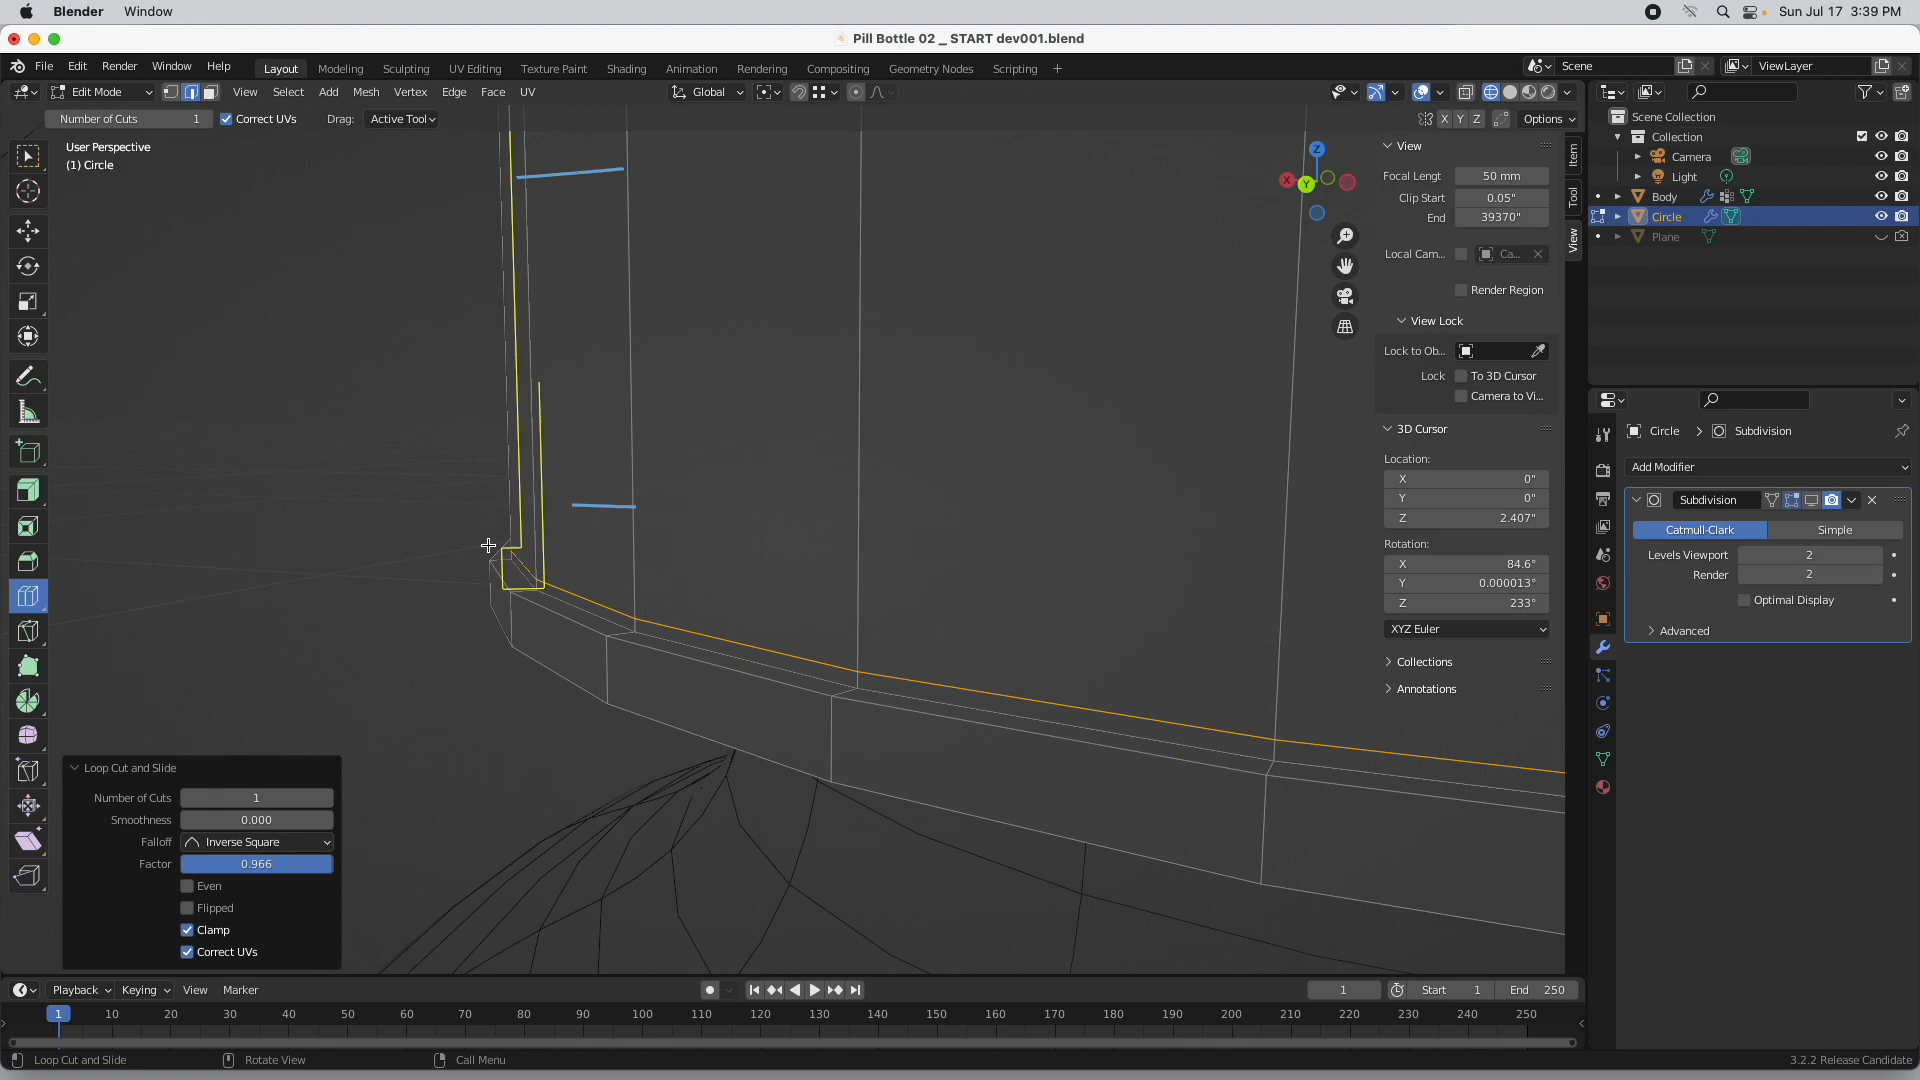 Blender Window Sun Jul 17 3:39 PM
Pill Bottle 02 _ START dev001.blend
File Edit Render Window Help Layout Modeling Sculpting UV Editing Texture Paint Shading Animation Rendering Compositing Geometry Nodes Scripting + Scene ViewLayer
Edit Mode View Select Add Mesh Vertex Edge Face UV Global
Number of Cuts 1 Correct UVs Drag: Active Tool X Y Z Options
User Perspective
(1) Circle
Z
X
Y
View
Focal Lengt 50 mm
Clip Start 0.05"
End 39370"
Local Cam... Ca...
Render Region
View Lock
Lock to Ob...
Lock To 3D Cursor
Camera to Vi...
3D Cursor
Location:
X 0"
Y 0"
Z 2.407"
Rotation:
X 84.6°
Y 0.000013°
Z 233°
XYZ Euler
Collections
Annotations
Item
Tool
View
Scene Collection
Collection
Camera
Light
Body
Circle
Plane
Circle > Subdivision
Add Modifier
Subdivision
Catmull-Clark Simple
Levels Viewport 2
Render 2
Optimal Display
Advanced
Loop Cut and Slide
Number of Cuts 1
Smoothness 0.000
Falloff Inverse Square
Factor 0.966
Even
Flipped
Clamp
Correct UVs
Playback Keying View Marker 1 Start 1 End 250
1 10 20 30 40 50 60 70 80 90 100 110 120 130 140 150 160 170 180 190 200 210 220 230 240 250
Loop Cut and Slide Rotate View Call Menu 3.2.2 Release Candidate